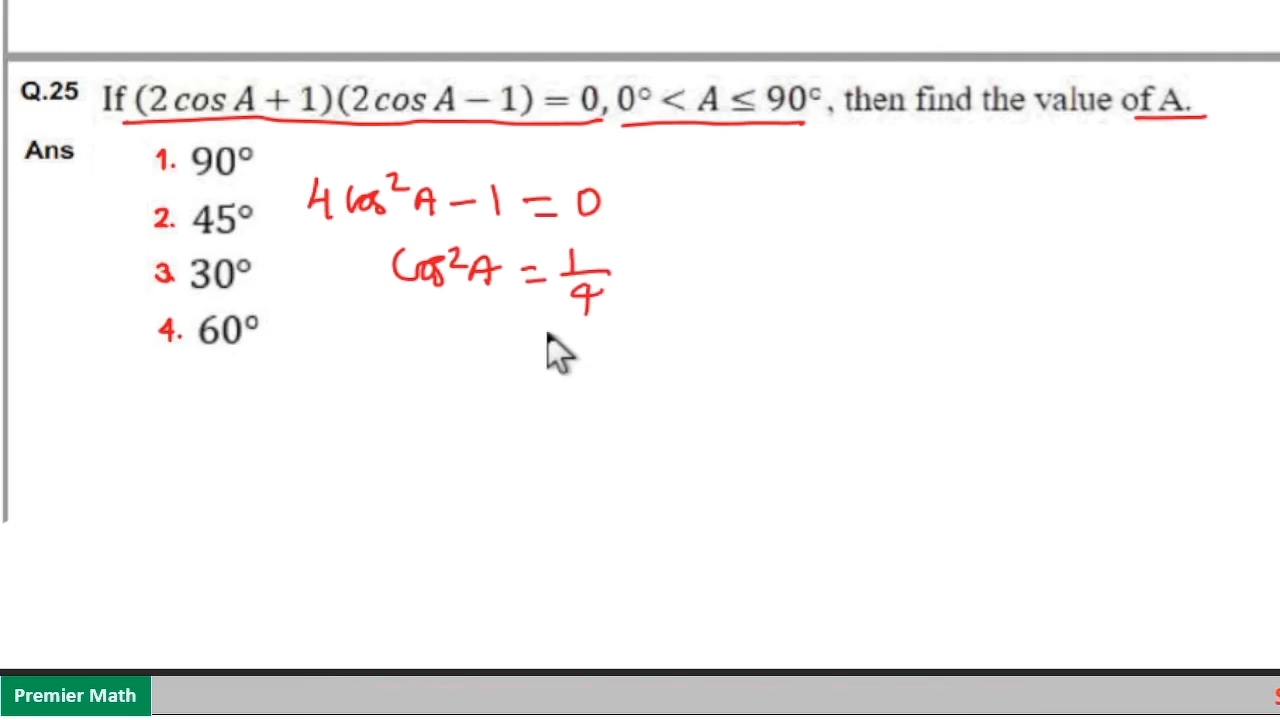 Q.25 If (2 cos A + 1)(2 cos A − 1) = 0, 0° < A ≤ 90°, then find the value of A.
Ans 1. 90°
4 cos²A − 1 = 0
2. 45°
cos²A = 1/4
3 30°
4. 60°
Premier Math